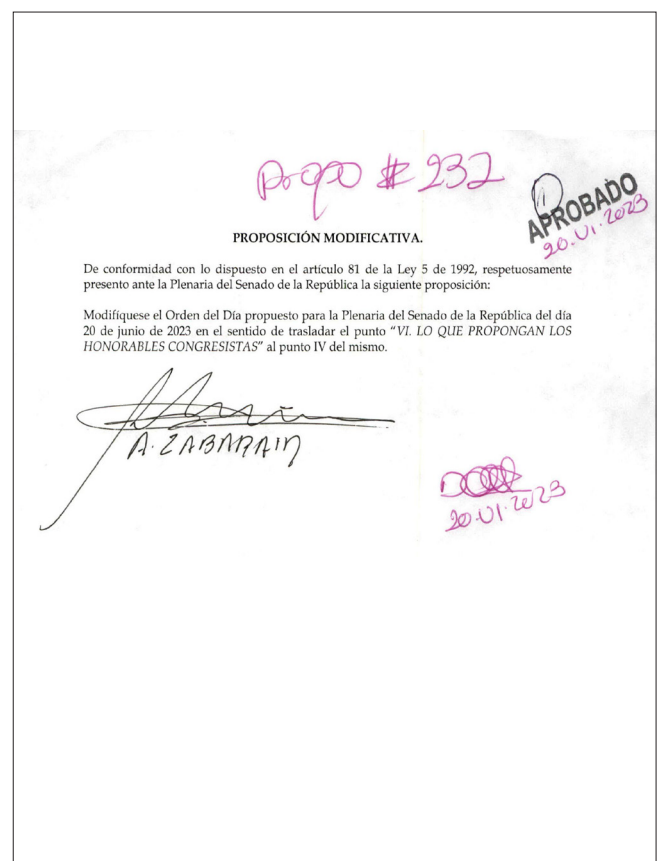 # 232
APROBADO
20.VI.2023
PROPOSICIÓN MODIFICATIVA.
De conformidad con lo dispuesto en el artículo 81 de la Ley 5 de 1992, respetuosamente
presento ante la Plenaria del Senado de la República la siguiente proposición:
Modifíquese el Orden del Día propuesto para la Plenaria del Senado de la República del día
20 de junio de 2023 en el sentido de trasladar el punto "VI. LO QUE PROPONGAN LOS
HONORABLES CONGRESISTAS" al punto IV del mismo.
A. ZABARAIN
20.VI.2023